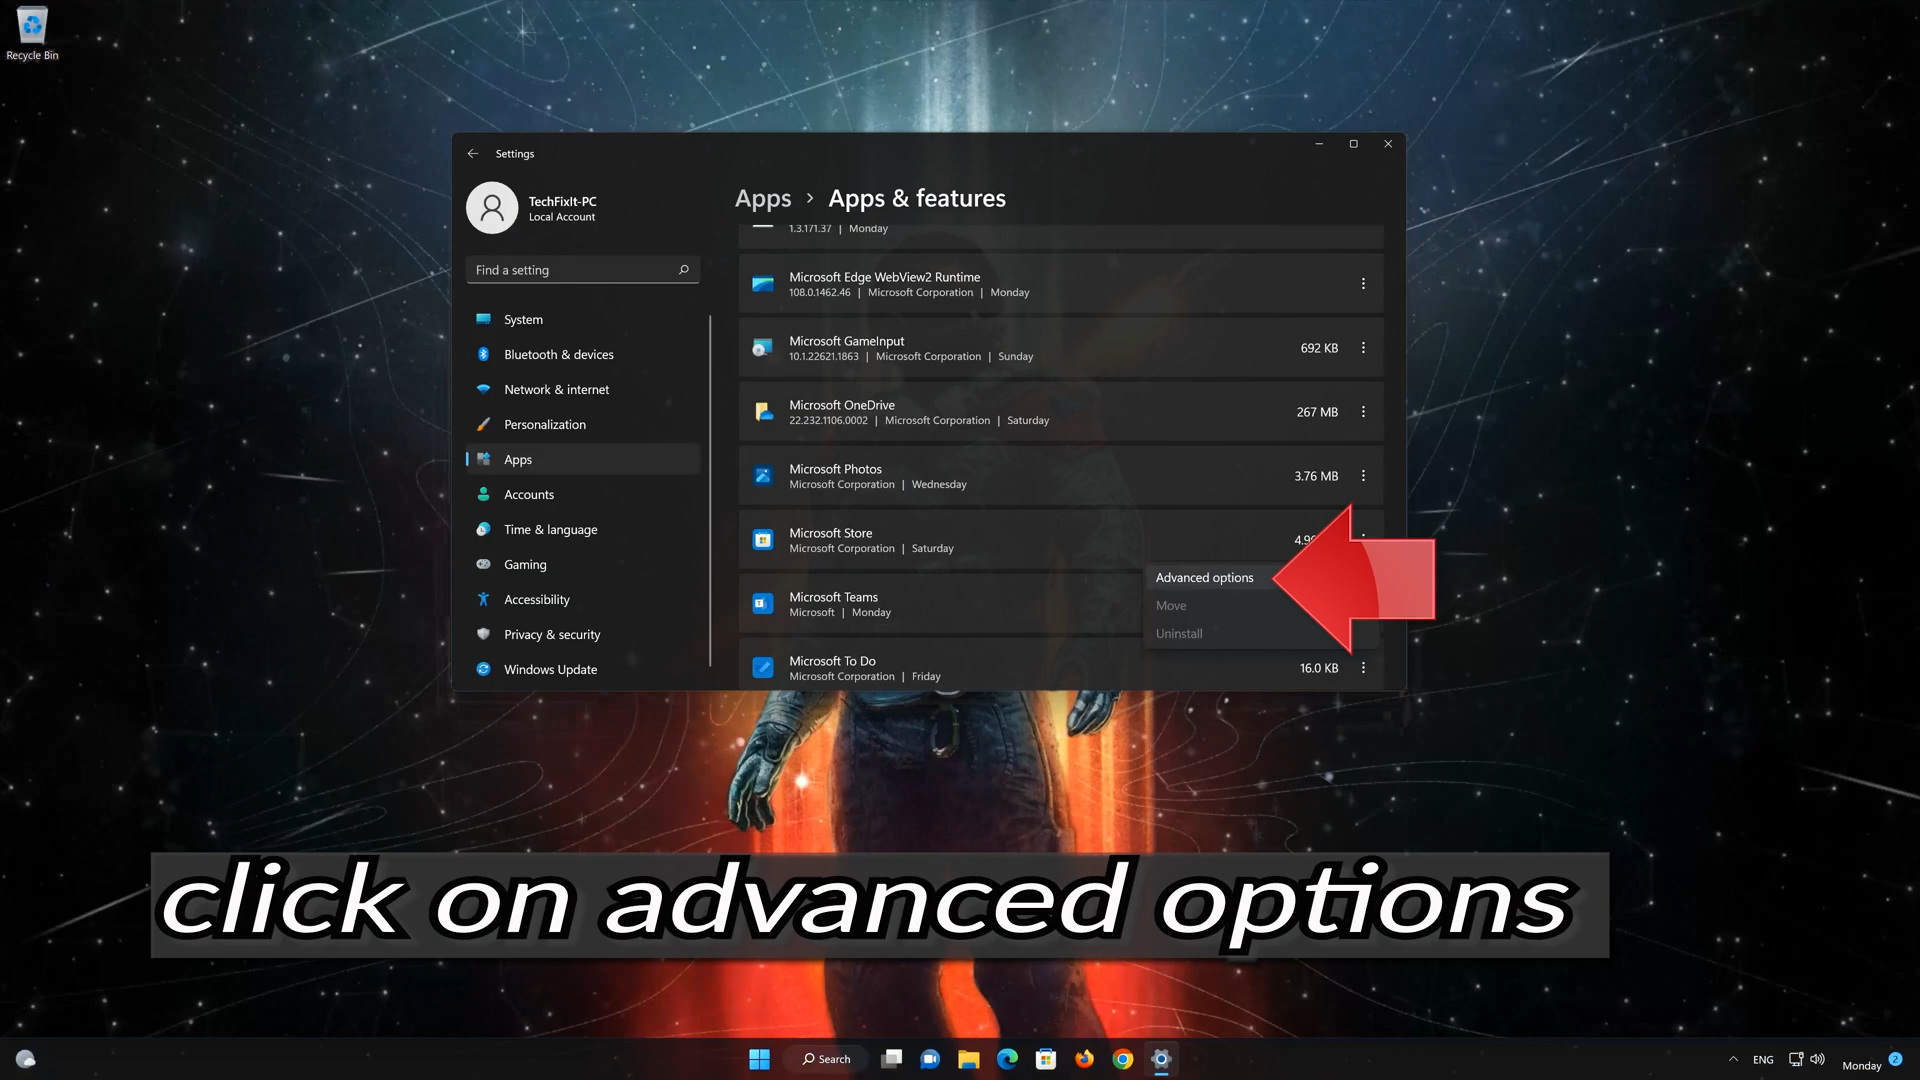 Recycle Bin
Settings
TechFixIt-PC
Local Account
Find a setting
System
Bluetooth & devices
Network & internet
Personalization
Apps
Accounts
Time & language
Gaming
Accessibility
Privacy & security
Windows Update
Apps > Apps & features
1.3.171.37 | Monday
Microsoft Edge WebView2 Runtime
108.0.1462.46 | Microsoft Corporation | Monday
Microsoft GameInput
10.1.22621.1863 | Microsoft Corporation | Sunday
692 KB
Microsoft OneDrive
22.232.1106.0002 | Microsoft Corporation | Saturday
267 MB
Microsoft Photos
Microsoft Corporation | Wednesday
3.76 MB
Microsoft Store
Microsoft Corporation | Saturday
Advanced options
Move
Uninstall
Microsoft Teams
Microsoft | Monday
Microsoft To Do
Microsoft Corporation | Friday
16.0 KB
click on advanced options
Search
ENG
Monday
2